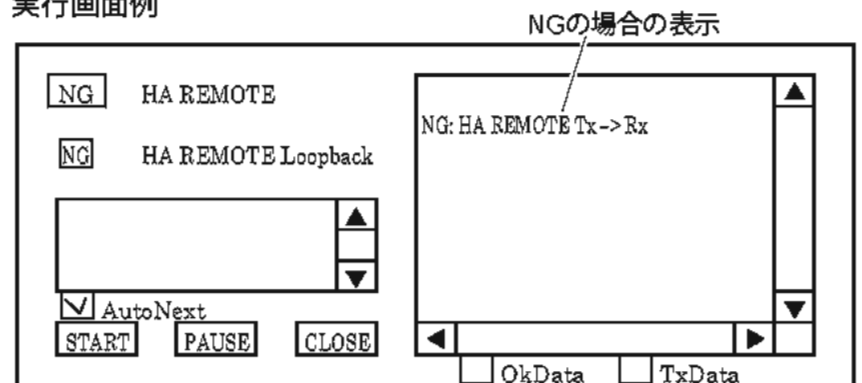 実行画面例
NGの場合の表示
NG HA REMOTE
NG HA REMOTE Loopback
NG: HA REMOTE Tx->Rx
AutoNext
START PAUSE CLOSE
OkData TxData